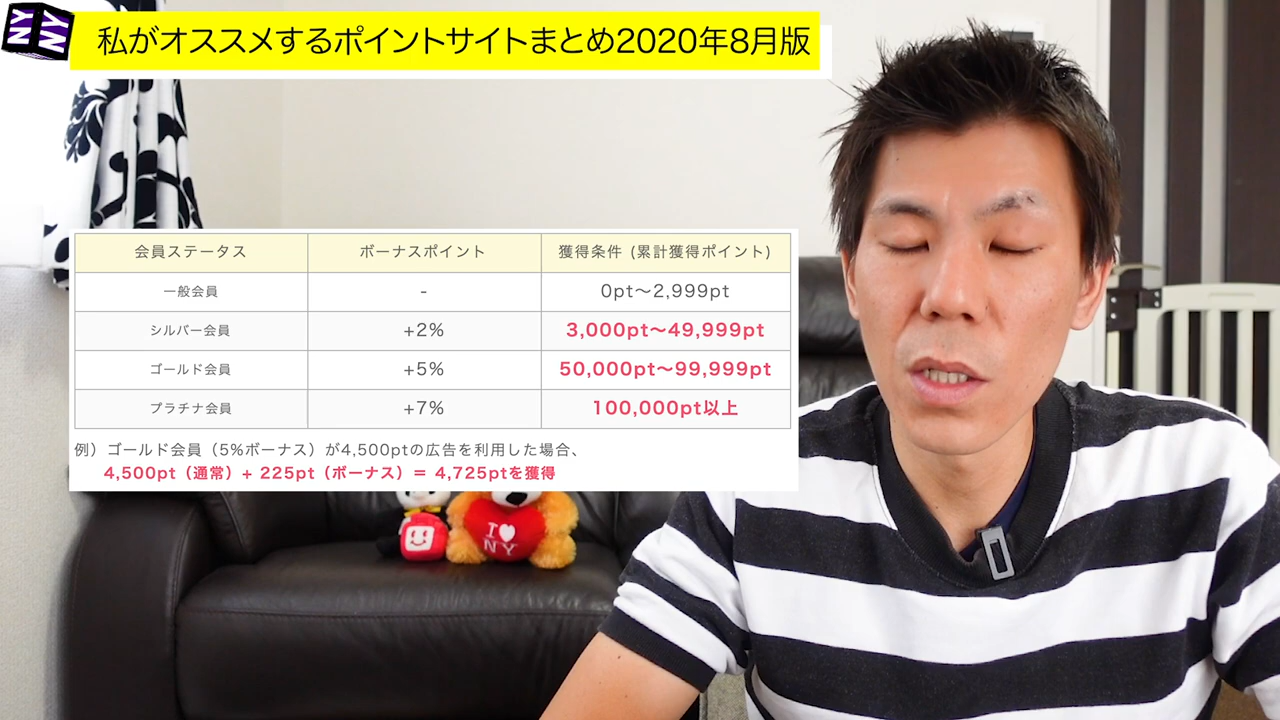 NY NY
私がオススメするポイントサイトまとめ2020年8月版
会員ステータス ボーナスポイント 獲得条件 (累計獲得ポイント)
一般会員 - 0pt〜2,999pt
シルバー会員 +2% 3,000pt〜49,999pt
ゴールド会員 +5% 50,000pt〜99,999pt
プラチナ会員 +7% 100,000pt以上
例）ゴールド会員（5%ボーナス）が4,500ptの広告を利用した場合、
4,500pt（通常）+ 225pt（ボーナス）＝ 4,725ptを獲得
I
NY